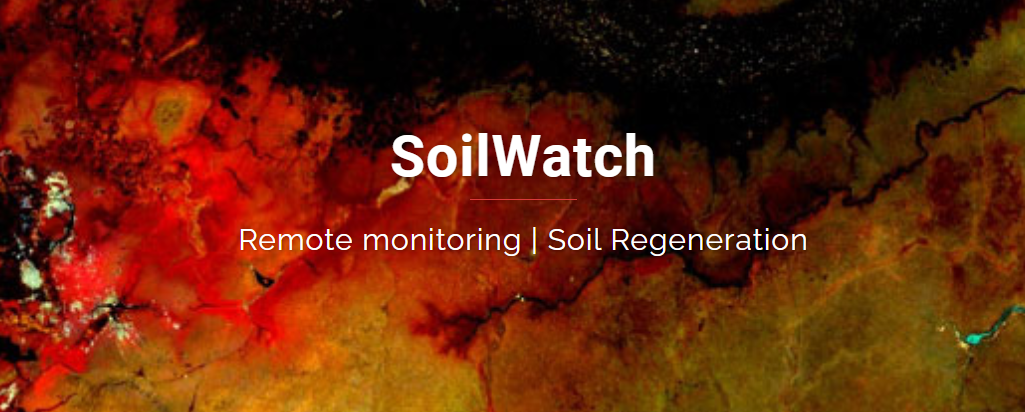 SoilWatch
Remote monitoring | Soil Regeneration